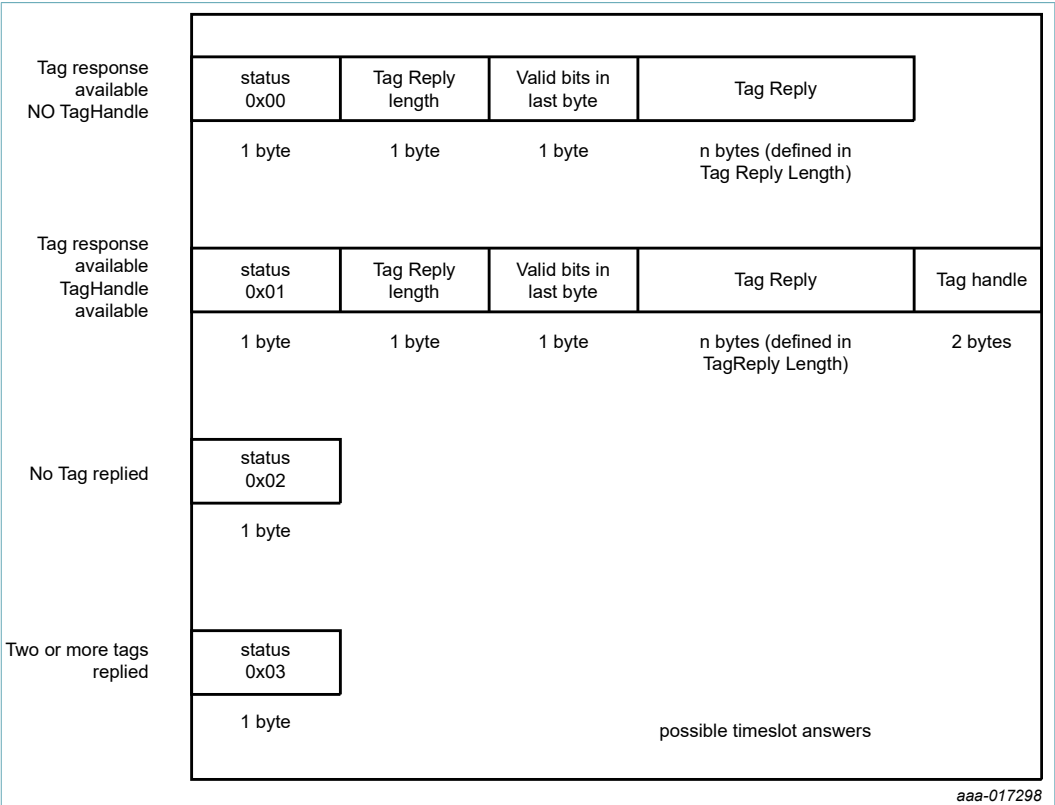 Tag response
available
NO TagHandle
status
0x00
Tag Reply
length
Valid bits in
last byte
Tag Reply
1 byte
1 byte
1 byte
n bytes (defined in
Tag Reply Length)
Tag response
available
TagHandle
available
status
0x01
Tag Reply
length
Valid bits in
last byte
Tag Reply
Tag handle
1 byte
1 byte
1 byte
n bytes (defined in
TagReply Length)
2 bytes
No Tag replied
status
0x02
1 byte
Two or more tags
replied
status
0x03
1 byte
possible timeslot answers
aaa-017298